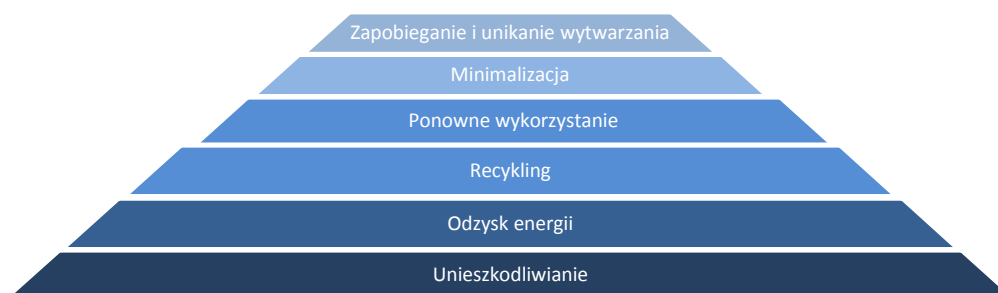 Zapobieganie i unikanie wytwarzania
Minimalizacja
Ponowne wykorzystanie
Recykling
Odzysk energii
Unieszkodliwianie